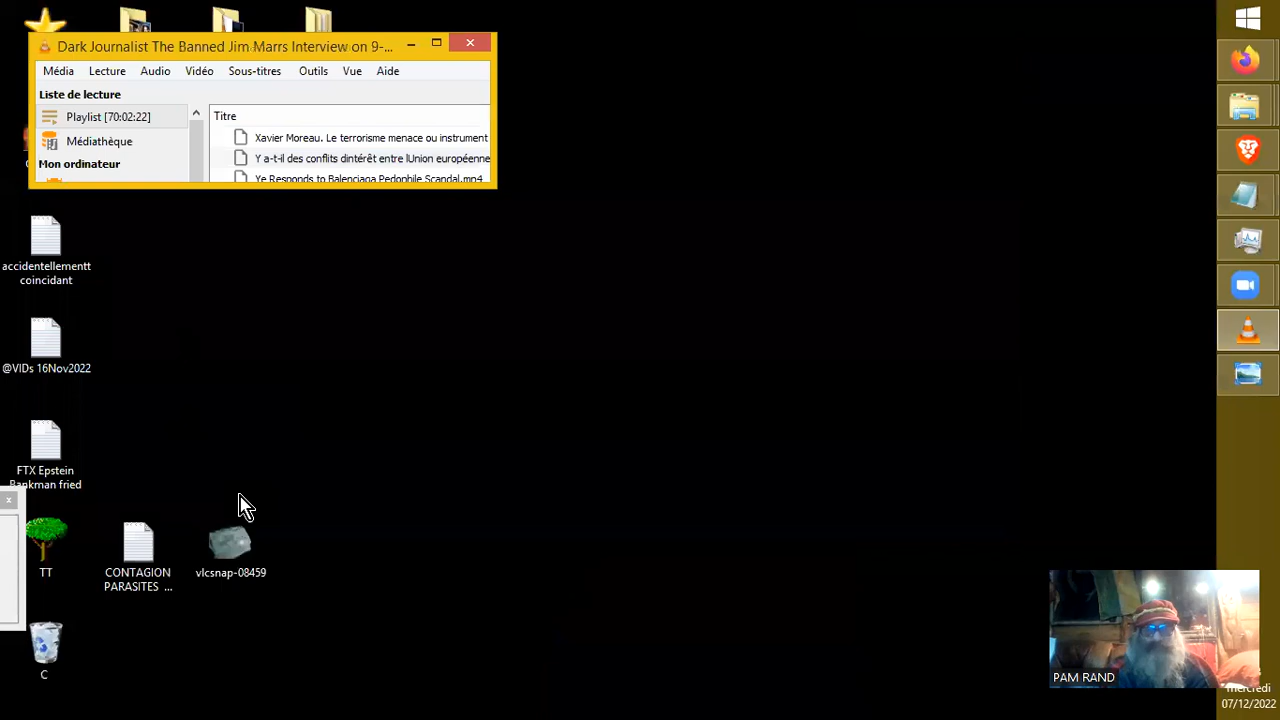 Dark Journalist The Banned Jim Marrs Interview on 9-...
Média Lecture Audio Vidéo Sous-titres Outils Vue Aide
Liste de lecture
Playlist [70:02:22]
Médiathèque
Mon ordinateur
Titre
Xavier Moreau. Le terrorisme menace ou instrument
Y a-t-il des conflits dintérêt entre lUnion européenne
Ye Responds to Balenciaga Pedophile Scandal.mp4
accidentellementt
coincidant
@VIDs 16Nov2022
FTX Epstein
Bankman fried
TT
CONTAGION
PARASITES ...
vlcsnap-08459
C
PAM RAND
mercredi
07/12/2022